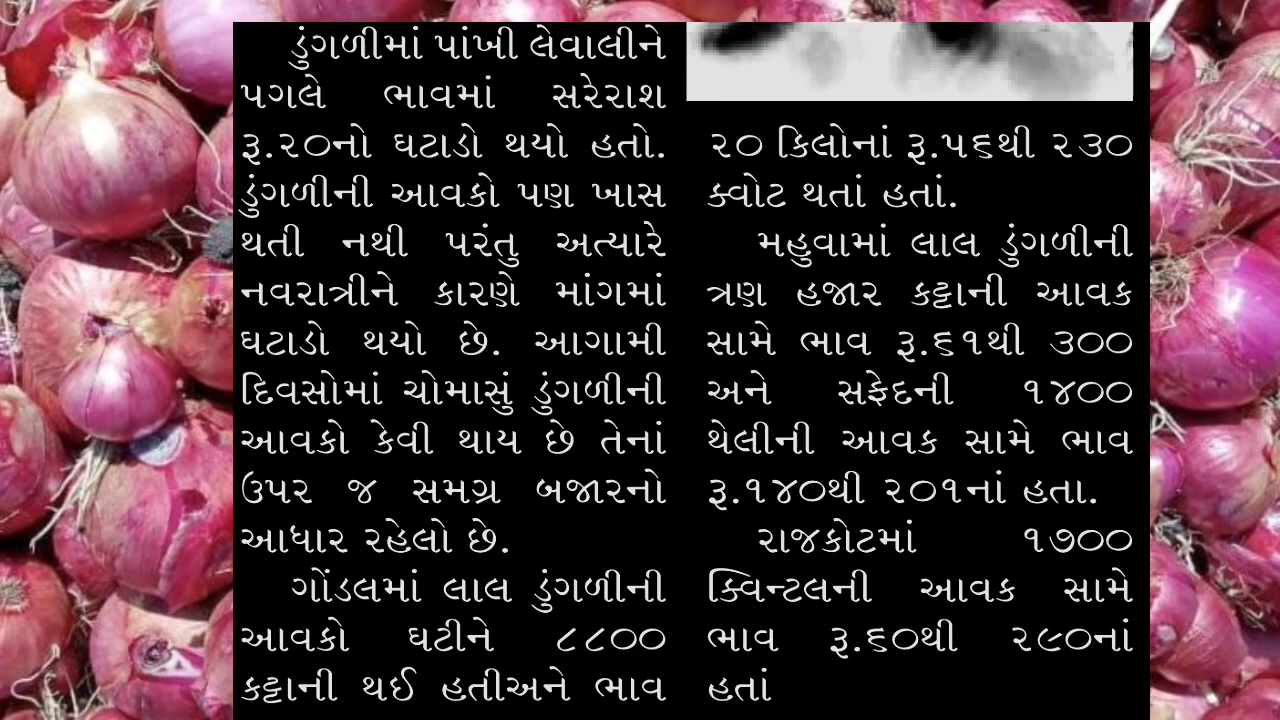 ડુંગળીમાં પાંખી લેવાલીને
પગલે ભાવમાં સરેરાશ
રૂ.૨૦નો ઘટાડો થયો હતો.
ડુંગળીની આવકો પણ ખાસ
થતી નથી પરંતુ અત્યારે
નવરાત્રીને કારણે માંગમાં
ઘટાડો થયો છે. આગામી
દિવસોમાં ચોમાસું ડુંગળીની
આવકો કેવી થાય છે તેનાં
ઉપર જ સમગ્ર બજારનો
આધાર રહેલો છે.
ગોંડલમાં લાલ ડુંગળીની
આવકો ઘટીને ૮૮૦૦
કટ્ટાની થઈ હતીઅને ભાવ
૨૦ કિલોનાં રૂ.૫૬થી ૨૩૦
ક્વોટ થતાં હતાં.
મહુવામાં લાલ ડુંગળીની
ત્રણ હજાર કટ્ટાની આવક
સામે ભાવ રૂ.૬૧થી ૩૦૦
અને સફેદની ૧૪૦૦
થેલીની આવક સામે ભાવ
રૂ.૧૪૦થી ૨૦૧નાં હતા.
રાજકોટમાં ૧૭૦૦
ક્વિન્ટલની આવક સામે
ભાવ રૂ.૬૦થી ૨૯૦નાં
હતાં